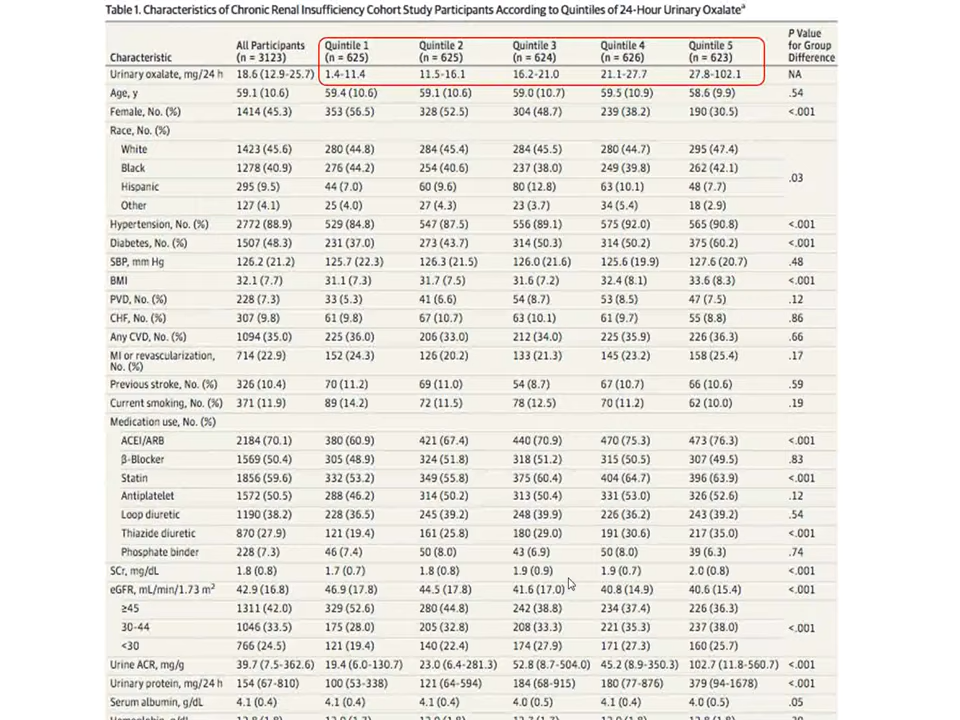 Table 1. Characteristics of Chronic Renal Insufficiency Cohort Study Participants According to Quintiles of 24-Hour Urinary Oxalateᵃ
Characteristic All Participants (n = 3123) Quintile 1 (n = 625) Quintile 2 (n = 625) Quintile 3 (n = 624) Quintile 4 (n = 626) Quintile 5 (n = 623) P Value for Group Difference
Urinary oxalate, mg/24 h 18.6 (12.9-25.7) 1.4-11.4 11.5-16.1 16.2-21.0 21.1-27.7 27.8-102.1 NA
Age, y 59.1 (10.6) 59.4 (10.6) 59.1 (10.6) 59.0 (10.7) 59.5 (10.9) 58.6 (9.9) .54
Female, No. (%) 1414 (45.3) 353 (56.5) 328 (52.5) 304 (48.7) 239 (38.2) 190 (30.5) <.001
Race, No. (%)
White 1423 (45.6) 280 (44.8) 284 (45.4) 284 (45.5) 280 (44.7) 295 (47.4)
Black 1278 (40.9) 276 (44.2) 254 (40.6) 237 (38.0) 249 (39.8) 262 (42.1)
.03
Hispanic 295 (9.5) 44 (7.0) 60 (9.6) 80 (12.8) 63 (10.1) 48 (7.7)
Other 127 (4.1) 25 (4.0) 27 (4.3) 23 (3.7) 34 (5.4) 18 (2.9)
Hypertension, No. (%) 2772 (88.9) 529 (84.8) 547 (87.5) 556 (89.1) 575 (92.0) 565 (90.8) <.001
Diabetes, No. (%) 1507 (48.3) 231 (37.0) 273 (43.7) 314 (50.3) 314 (50.2) 375 (60.2) <.001
SBP, mm Hg 126.2 (21.2) 125.7 (22.3) 126.3 (21.5) 126.0 (21.6) 125.6 (19.9) 127.6 (20.7) .48
BMI 32.1 (7.7) 31.1 (7.3) 31.7 (7.5) 31.6 (7.2) 32.4 (8.1) 33.6 (8.3) <.001
PVD, No. (%) 228 (7.3) 33 (5.3) 41 (6.6) 54 (8.7) 53 (8.5) 47 (7.5) .12
CHF, No. (%) 307 (9.8) 61 (9.8) 67 (10.7) 63 (10.1) 61 (9.7) 55 (8.8) .86
Any CVD, No. (%) 1094 (35.0) 225 (36.0) 206 (33.0) 212 (34.0) 225 (35.9) 226 (36.3) .66
MI or revascularization, No. (%) 714 (22.9) 152 (24.3) 126 (20.2) 133 (21.3) 145 (23.2) 158 (25.4) .17
Previous stroke, No. (%) 326 (10.4) 70 (11.2) 69 (11.0) 54 (8.7) 67 (10.7) 66 (10.6) .59
Current smoking, No. (%) 371 (11.9) 89 (14.2) 72 (11.5) 78 (12.5) 70 (11.2) 62 (10.0) .19
Medication use, No. (%)
ACEI/ARB 2184 (70.1) 380 (60.9) 421 (67.4) 440 (70.9) 470 (75.3) 473 (76.3) <.001
β-Blocker 1569 (50.4) 305 (48.9) 324 (51.8) 318 (51.2) 315 (50.5) 307 (49.5) .83
Statin 1856 (59.6) 332 (53.2) 349 (55.8) 375 (60.4) 404 (64.7) 396 (63.9) <.001
Antiplatelet 1572 (50.5) 288 (46.2) 314 (50.2) 313 (50.4) 331 (53.0) 326 (52.6) .12
Loop diuretic 1190 (38.2) 228 (36.5) 245 (39.2) 248 (39.9) 226 (36.2) 243 (39.2) .54
Thiazide diuretic 870 (27.9) 121 (19.4) 161 (25.8) 180 (29.0) 191 (30.6) 217 (35.0) <.001
Phosphate binder 228 (7.3) 46 (7.4) 50 (8.0) 43 (6.9) 50 (8.0) 39 (6.3) .74
SCr, mg/dL 1.8 (0.8) 1.7 (0.7) 1.8 (0.8) 1.9 (0.9) 1.9 (0.7) 2.0 (0.8) <.001
eGFR, mL/min/1.73 m² 42.9 (16.8) 46.9 (17.8) 44.5 (17.8) 41.6 (17.0) 40.8 (14.9) 40.6 (15.4) <.001
≥45 1311 (42.0) 329 (52.6) 280 (44.8) 242 (38.8) 234 (37.4) 226 (36.3)
30-44 1046 (33.5) 175 (28.0) 205 (32.8) 208 (33.3) 221 (35.3) 237 (38.0) <.001
<30 766 (24.5) 121 (19.4) 140 (22.4) 174 (27.9) 171 (27.3) 160 (25.7)
Urine ACR, mg/g 39.7 (7.5-362.6) 19.4 (6.0-130.7) 23.0 (6.4-281.3) 52.8 (8.7-504.0) 45.2 (8.9-350.3) 102.7 (11.8-560.7) <.001
Urinary protein, mg/24 h 154 (67-810) 100 (53-338) 121 (64-594) 184 (68-915) 180 (77-876) 379 (94-1678) <.001
Serum albumin, g/dL 4.1 (0.4) 4.1 (0.4) 4.1 (0.4) 4.0 (0.5) 4.1 (0.4) 4.0 (0.5) .05